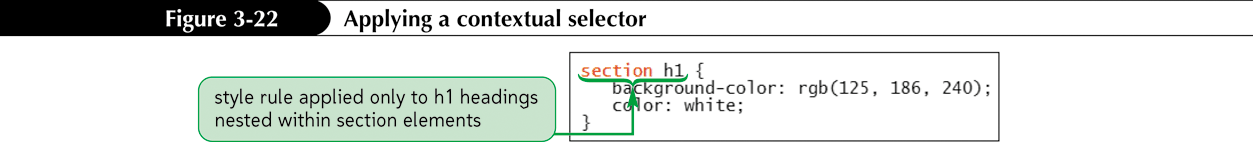 Figure 3-22 Applying a contextual selector
style rule applied only to h1 headings
nested within section elements
section h1 {
background-color: rgb(125, 186, 240);
color: white;
}